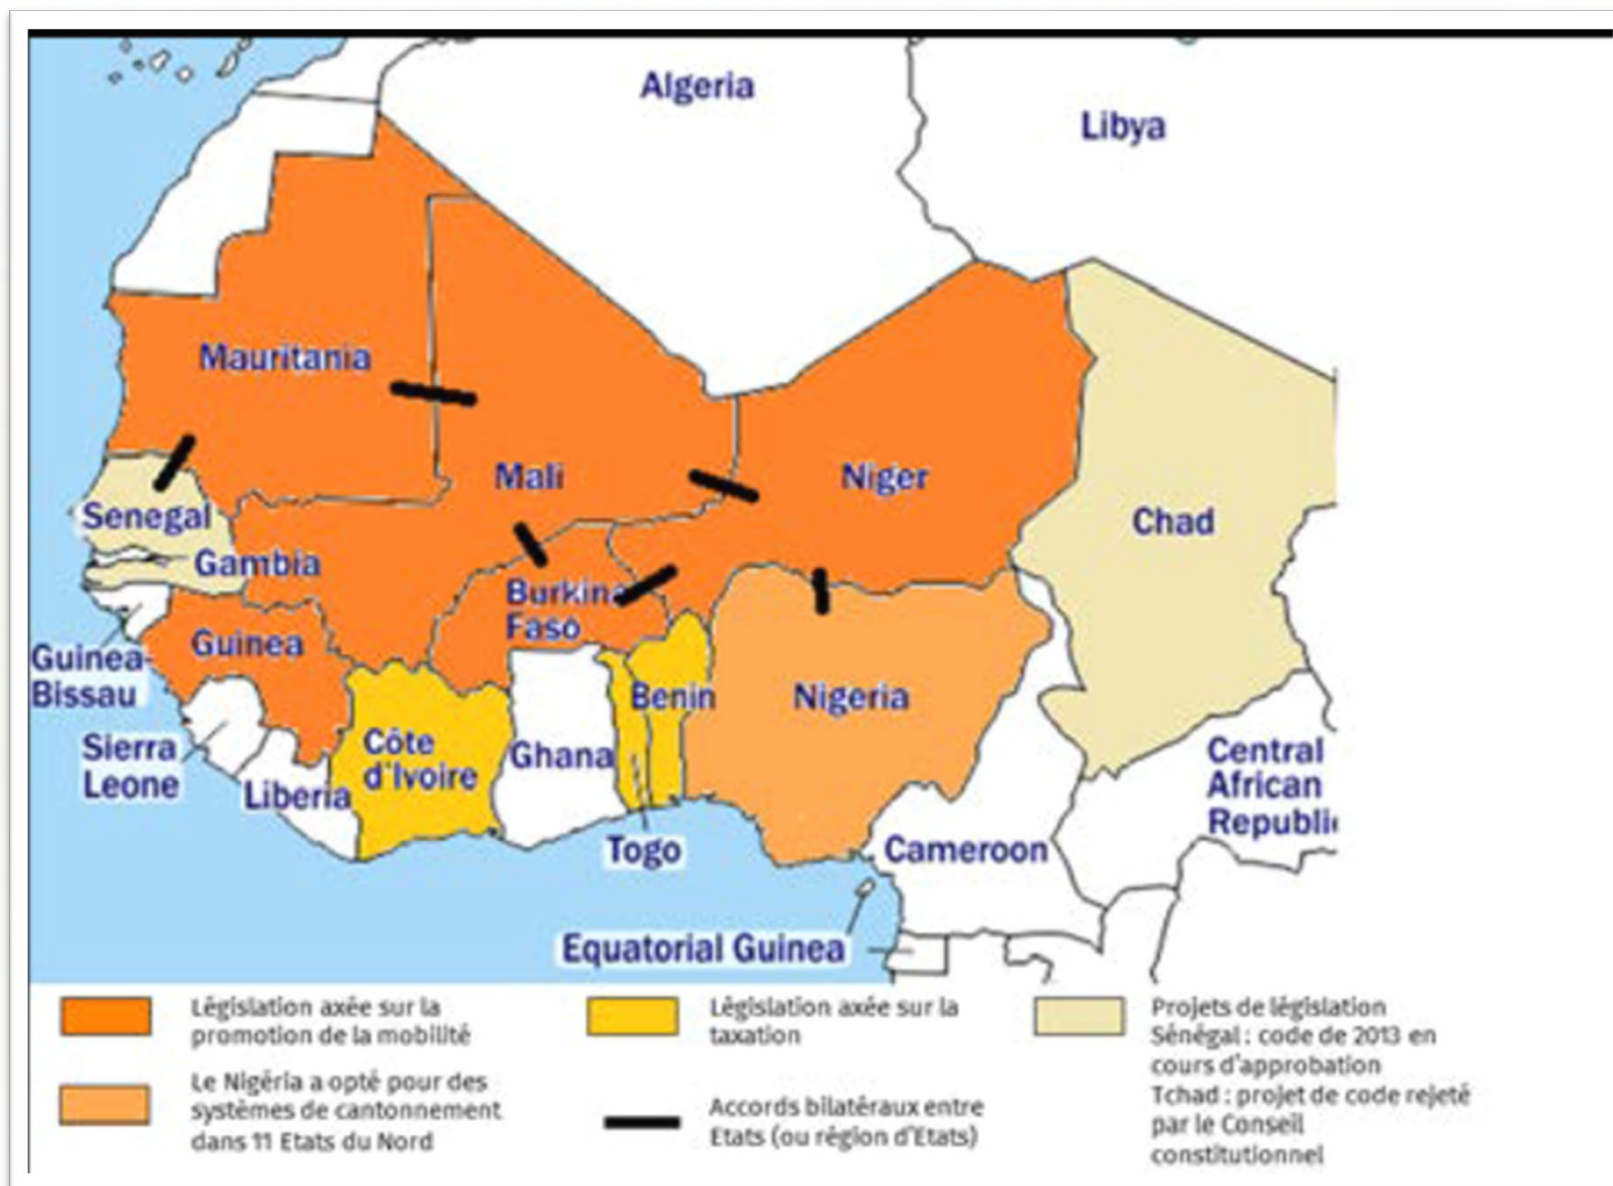 Algeria
Libya
Mauritania
Mali
Niger
Chad
Senegal
Gambia
Burkina
Faso
Guinea
Guinea-
Bissau
Benin
Nigeria
Sierra
Leone
Côte
d'Ivoire
Ghana
Liberia
Central
African
Republic
Togo
Cameroon
Equatorial Guinea
Législation axée sur la
promotion de la mobilité
Le Nigéria a opté pour des
systèmes de cantonnement
dans 11 Etats du Nord
Législation axée sur la
taxation
Accords bilatéraux entre
Etats (ou région d'Etats)
Projets de législation
Sénégal : code de 2013 en
cours d'approbation
Tchad : projet de code rejeté
par le Conseil
constitutionnel